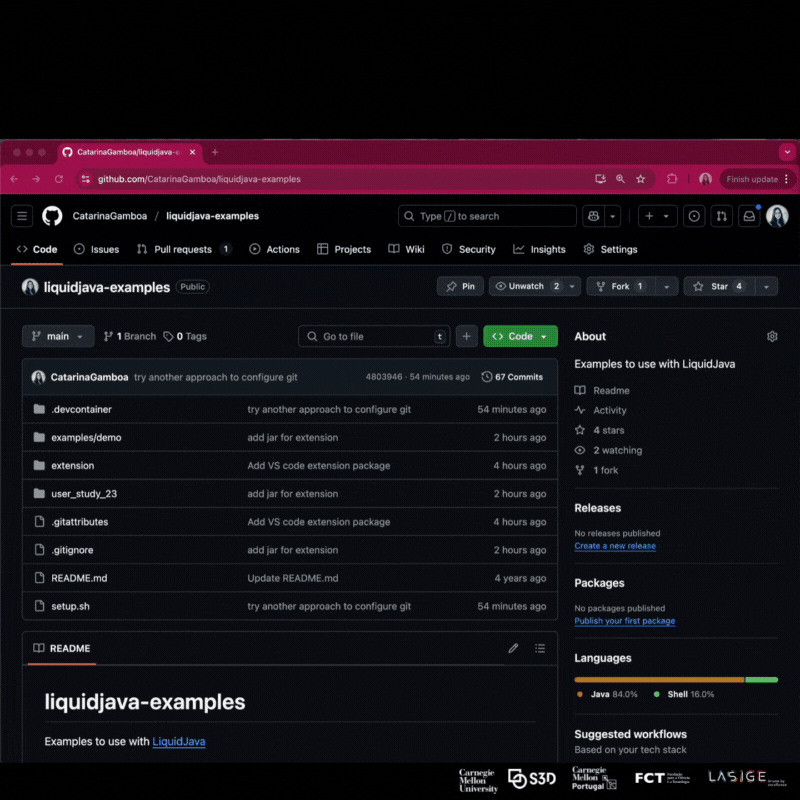 CatarinaGamboa/liquidjava-e
github.com/CatarinaGamboa/liquidjava-examples
Finish update
CatarinaGamboa / liquidjava-examples
Type / to search
Code
Issues
Pull requests 1
Actions
Projects
Wiki
Security
Insights
Settings
liquidjava-examples Public
Pin
Unwatch 2
Fork 1
Star 4
main
1 Branch
0 Tags
Go to file t
Code
CatarinaGamboa try another approach to configure git 4803946 · 54 minutes ago 67 Commits
.devcontainer try another approach to configure git 54 minutes ago
examples/demo add jar for extension 2 hours ago
extension Add VS code extension package 4 hours ago
user_study_23 add jar for extension 2 hours ago
.gitattributes Add VS code extension package 4 hours ago
.gitignore add jar for extension 2 hours ago
README.md Update README.md 4 years ago
setup.sh try another approach to configure git 54 minutes ago
README
liquidjava-examples
Examples to use with LiquidJava
About
Examples to use with LiquidJava
Readme
Activity
4 stars
2 watching
1 fork
Releases
No releases published
Create a new release
Packages
No packages published
Publish your first package
Languages
Java 84.0%
Shell 16.0%
Suggested workflows
Based on your tech stack
Carnegie
Mellon
University
S3D
Carnegie
Mellon
Portugal
FCT
LASIGE